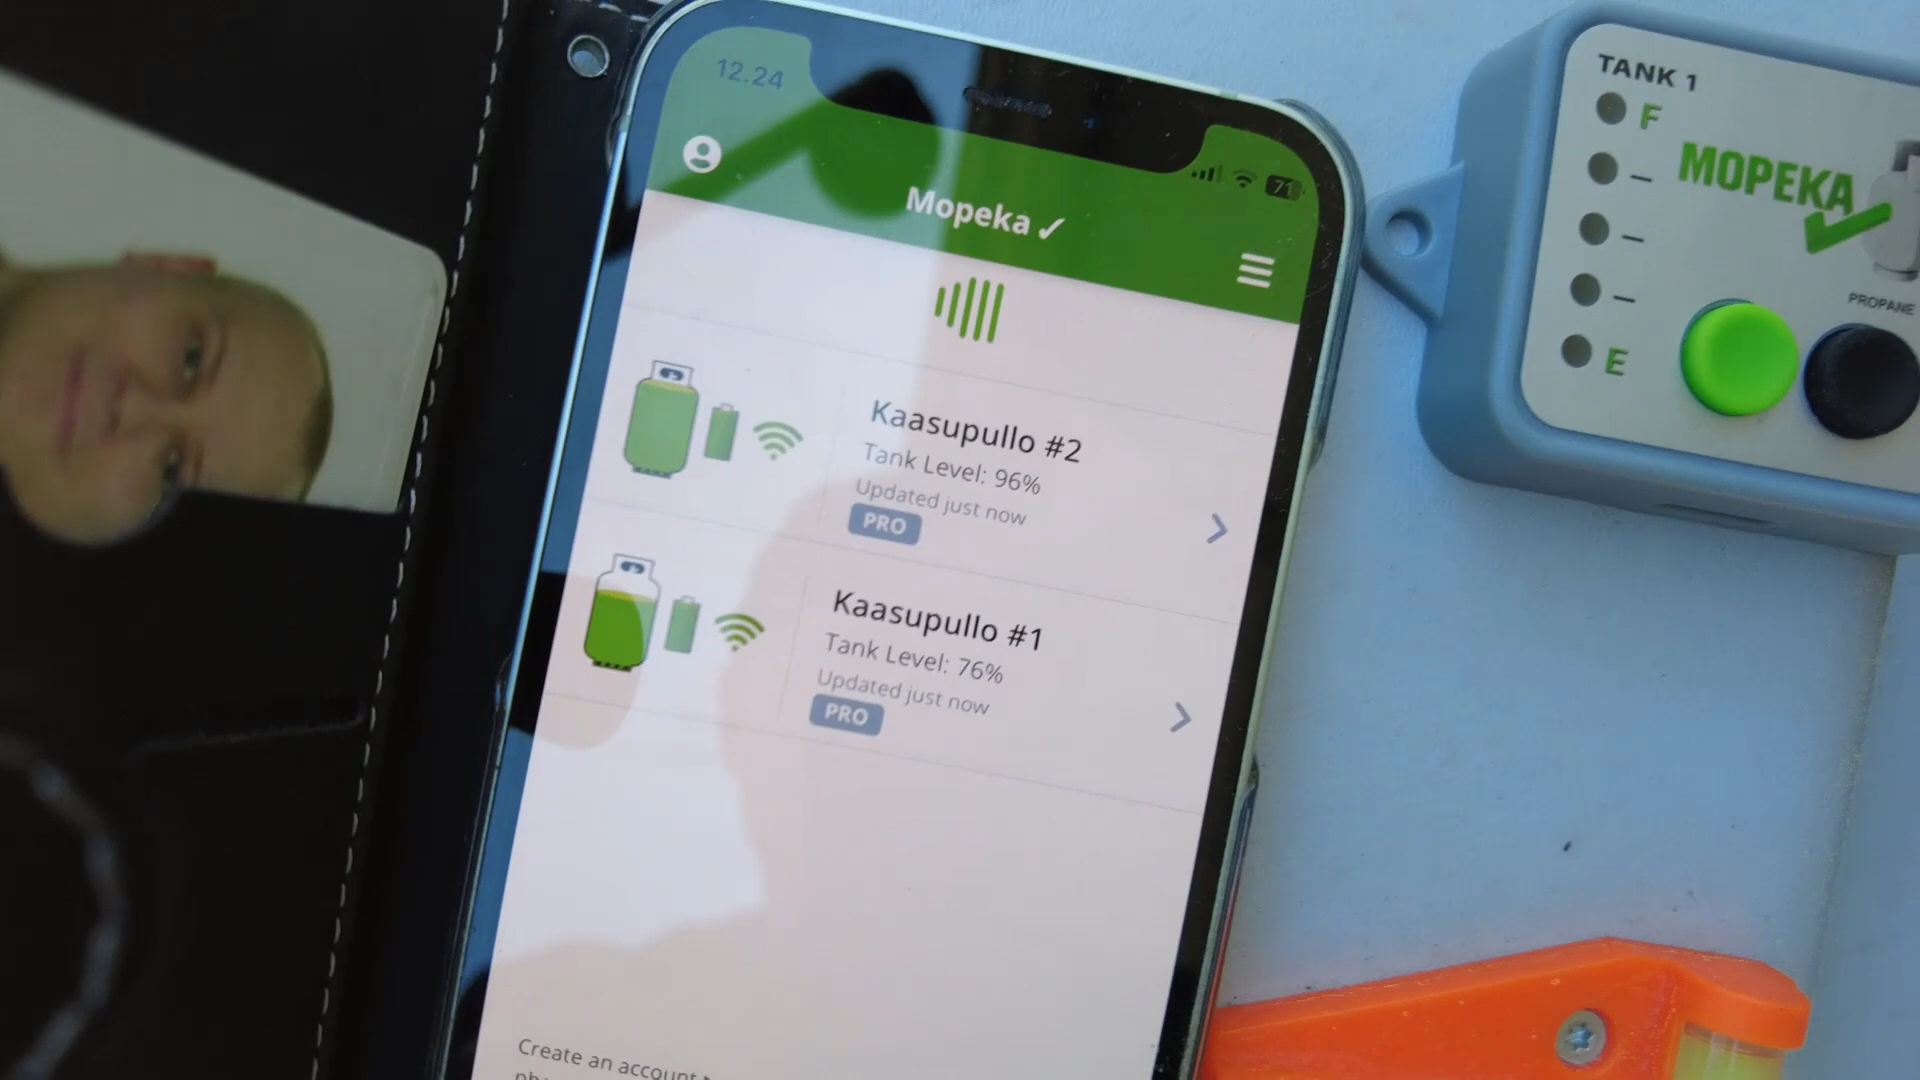 12.24
71
Mopeka ✓
Kaasupullo #2
Tank Level: 96%
Updated just now
PRO
Kaasupullo #1
Tank Level: 76%
Updated just now
PRO
Create an account
TANK 1
F
MOPEKA
PROPANE
E